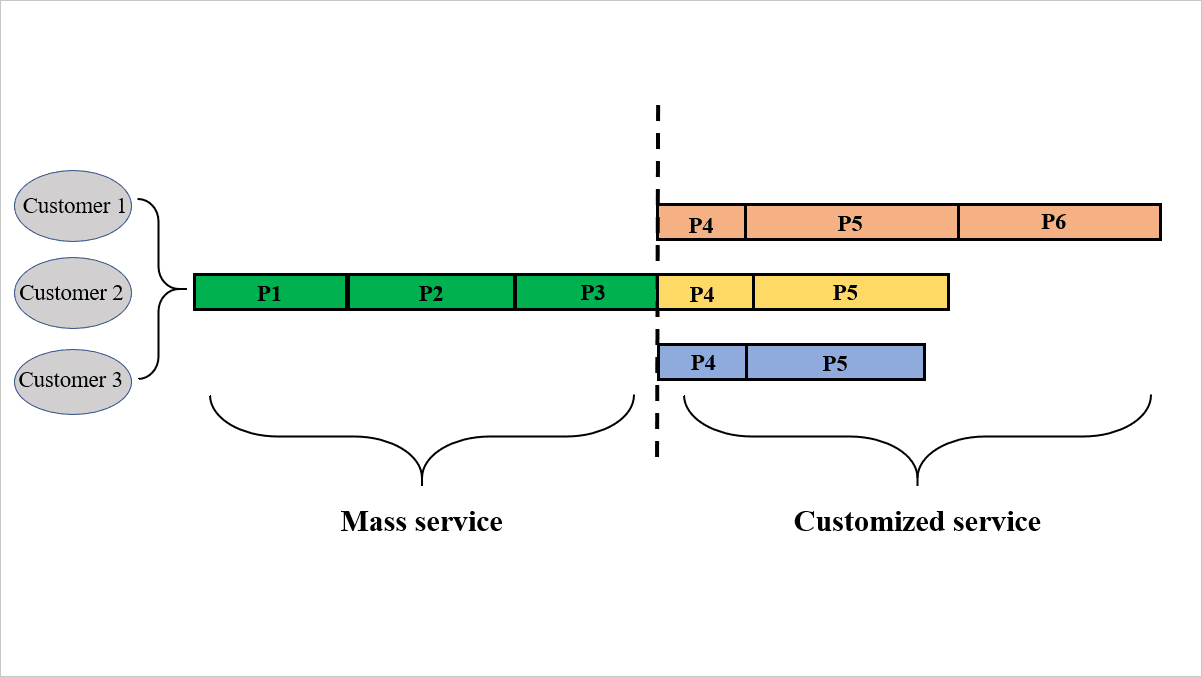 Customer 1
P4 P5 P6
Customer 2
P1 P2 P3 P4 P5
Customer 3
P4 P5
Mass service
Customized service